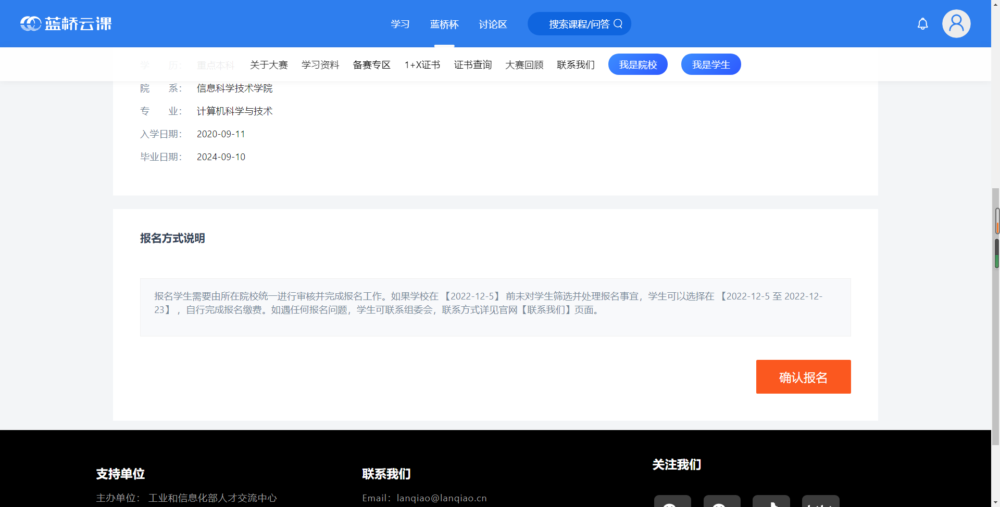 蓝桥云课
学习 蓝桥杯 讨论区 搜索课程/问答
学 历： 重点本科 关于大赛 学习资料 备赛专区 1+X证书 证书查询 大赛回顾 联系我们 我是院校 我是学生
院 系： 信息科学技术学院
专 业： 计算机科学与技术
入学日期： 2020-09-11
毕业日期： 2024-09-10
报名方式说明
报名学生需要由所在院校统一进行审核并完成报名工作。如果学校在 【2022-12-5】 前未对学生筛选并处理报名事宜，学生可以选择在 【2022-12-5 至 2022-12-
23】 ，自行完成报名缴费。如遇任何报名问题，学生可联系组委会，联系方式详见官网【联系我们】页面。
确认报名
支持单位
联系我们
关注我们
主办单位： 工业和信息化部人才交流中心
Email：lanqiao@lanqiao.cn